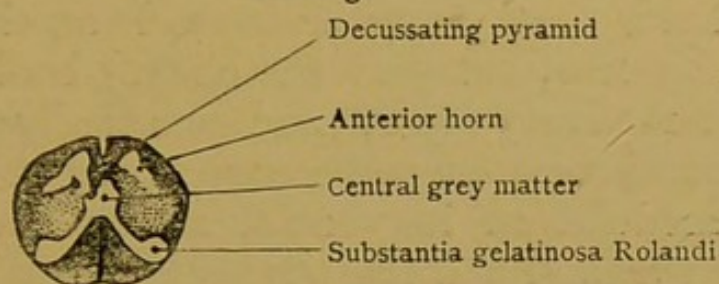 Decussating pyramid
Anterior horn
Central grey matter
Substantia gelatinosa Rolandi